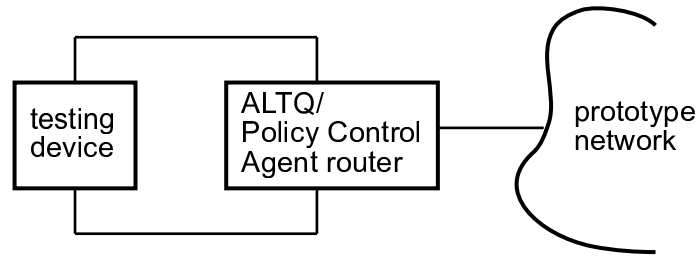 testing
device
ALTQ/
Policy Control
Agent router
prototype
network